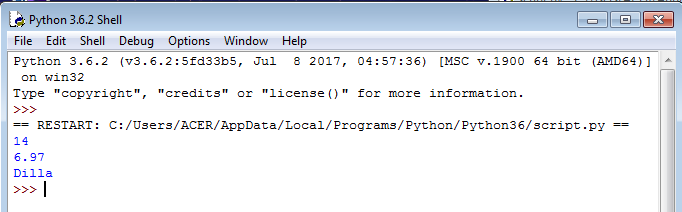 Python 3.6.2 Shell
File Edit Shell Debug Options Window Help
Python 3.6.2 (v3.6.2:5fd33b5, Jul  8 2017, 04:57:36) [MSC v.1900 64 bit (AMD64)]
 on win32
Type "copyright", "credits" or "license()" for more information.
>>>
== RESTART: C:/Users/ACER/AppData/Local/Programs/Python/Python36/script.py ==
14
6.97
Dilla
>>>